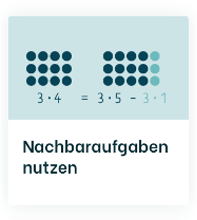 3·4 = 3·5 - 3·1
Nachbaraufgaben
nutzen